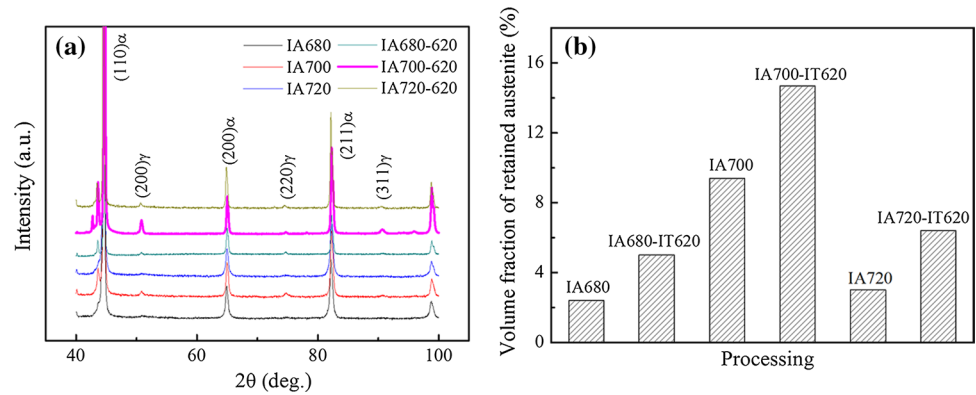 (a)
(110)α
IA680
IA680-620
IA700
IA700-620
IA720
IA720-620
(200)γ
(200)α
(220)γ
(211)α
(311)γ
Intensity (a.u.)
40
60
80
100
2θ (deg.)
(b)
Volume fraction of retained austenite (%)
16
12
8
4
0
IA680
IA680-IT620
IA700
IA700-IT620
IA720
IA720-IT620
Processing